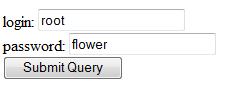 login: root
password: flower
Submit Query